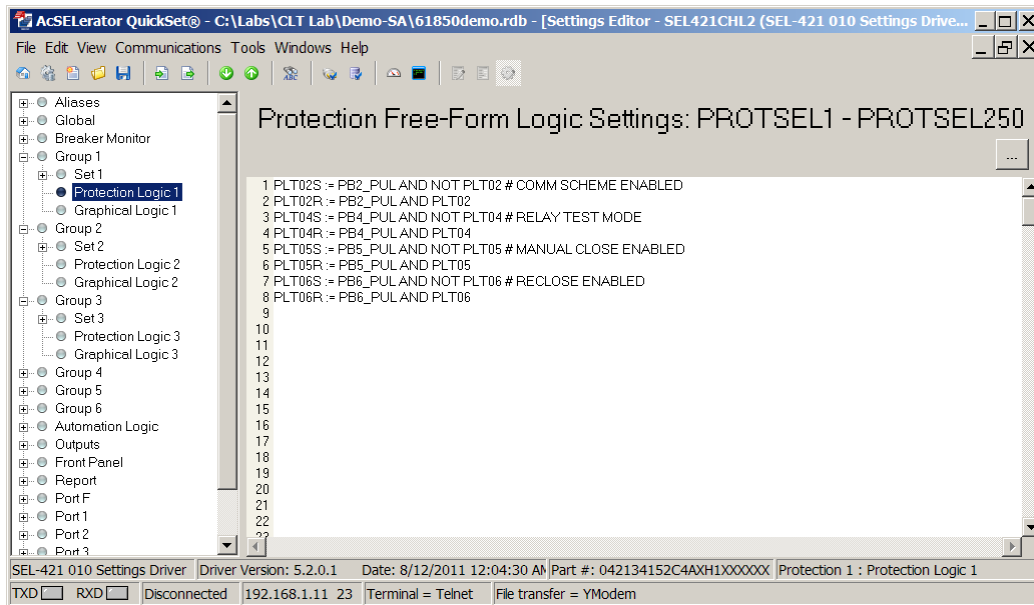 AcSELerator QuickSet® - C:\Labs\CLT Lab\Demo-SA\61850demo.rdb - [Settings Editor - SEL421CHL2 (SEL-421 010 Settings Drive...
File Edit View Communications Tools Windows Help
Aliases
Global
Breaker Monitor
Group 1
Set 1
Protection Logic 1
Graphical Logic 1
Group 2
Set 2
Protection Logic 2
Graphical Logic 2
Group 3
Set 3
Protection Logic 3
Graphical Logic 3
Group 4
Group 5
Group 6
Automation Logic
Outputs
Front Panel
Report
Port F
Port 1
Port 2
Port 3
Protection Free-Form Logic Settings: PROTSEL1 - PROTSEL250
...
1 PLT02S := PB2_PUL AND NOT PLT02 # COMM SCHEME ENABLED
2 PLT02R := PB2_PUL AND PLT02
3 PLT04S := PB4_PUL AND NOT PLT04 # RELAY TEST MODE
4 PLT04R := PB4_PUL AND PLT04
5 PLT05S := PB5_PUL AND NOT PLT05 # MANUAL CLOSE ENABLED
6 PLT05R := PB5_PUL AND PLT05
7 PLT06S := PB6_PUL AND NOT PLT06 # RECLOSE ENABLED
8 PLT06R := PB6_PUL AND PLT06
9
10
11
12
13
14
15
16
17
18
19
20
21
22
23
SEL-421 010 Settings Driver Driver Version: 5.2.0.1 Date: 8/12/2011 12:04:30 AM Part #: 042134152C4AXH1XXXXXX Protection 1 : Protection Logic 1
TXD RXD Disconnected 192.168.1.11 23 Terminal = Telnet File transfer = YModem